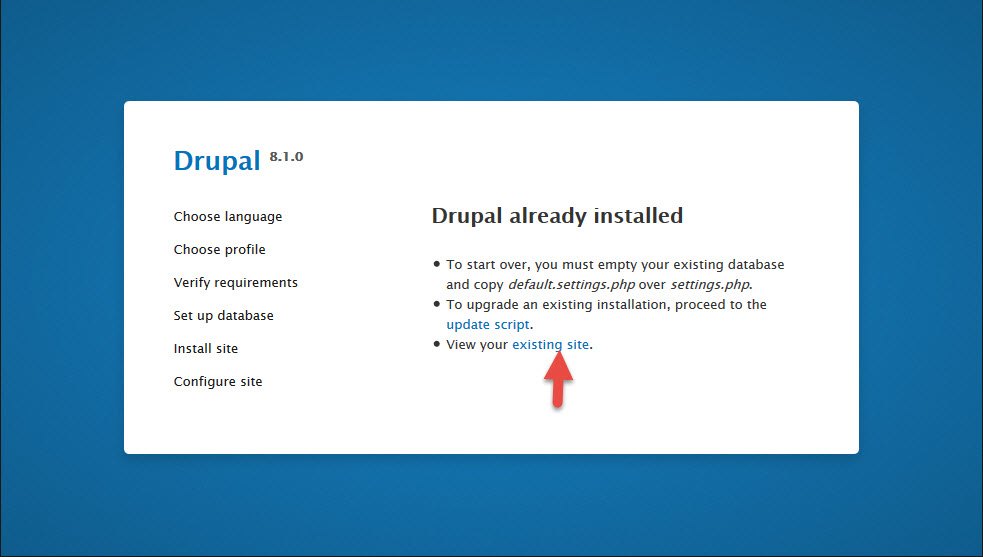 Drupal 8.1.0
Choose language
Choose profile
Verify requirements
Set up database
Install site
Configure site
Drupal already installed
• To start over, you must empty your existing database
and copy default.settings.php over settings.php.
• To upgrade an existing installation, proceed to the
update script.
• View your existing site.